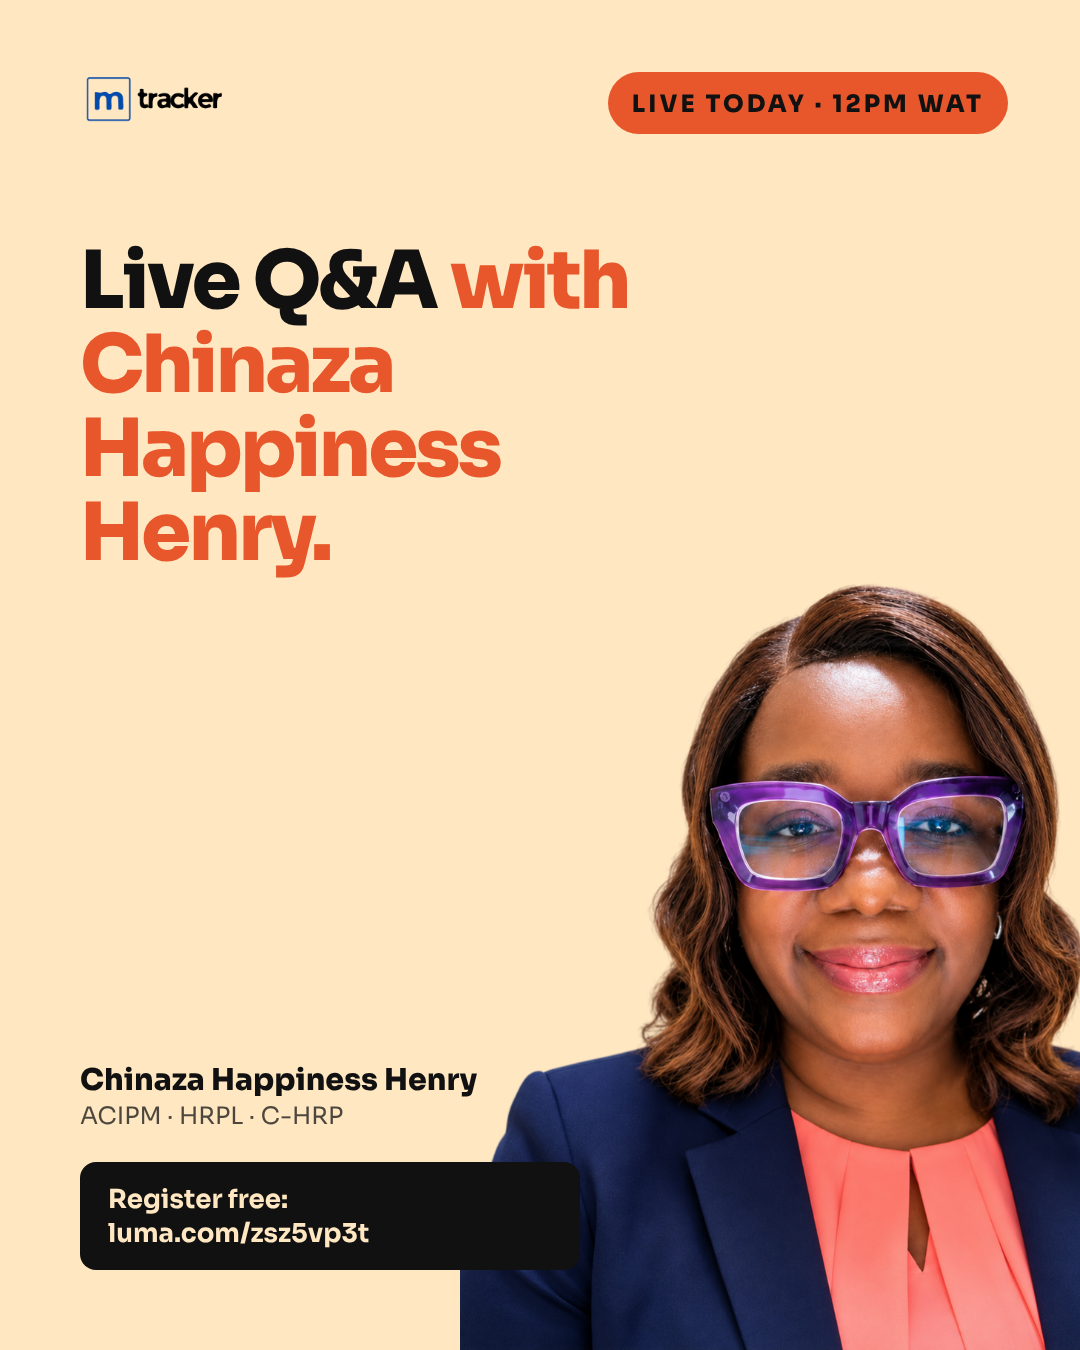 m tracker
LIVE TODAY · 12PM WAT
Live Q&A with
Chinaza
Happiness
Henry.
Chinaza Happiness Henry
ACIPM · HRPL · C-HRP
Register free:
luma.com/zsz5vp3t